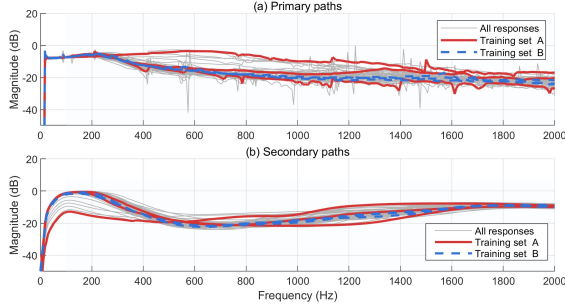 (a) Primary paths
20
0
-20
-40
Magnitude (dB)
All responses
Training set A
Training set B
0
200
400
600
800
1000
1200
1400
1600
1800
2000
(b) Secondary paths
20
0
-20
-40
Magnitude (dB)
All responses
Training set A
Training set B
0
200
400
600
800
1000
1200
1400
1600
1800
2000
Frequency (Hz)